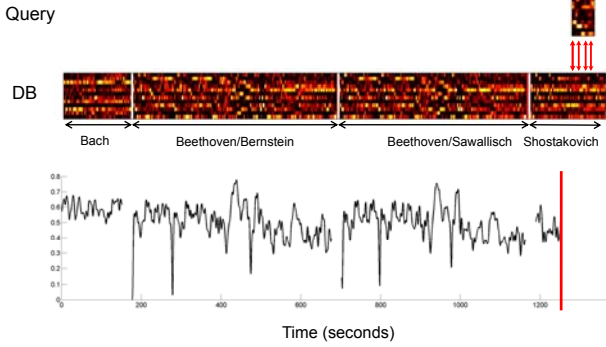 Query
DB
Bach
Beethoven/Bernstein
Beethoven/Sawallisch
Shostakovich
0.8
0.7
0.6
0.5
0.4
0.3
0.2
0.1
0
0 200 400 600 800 1000 1200
Time (seconds)